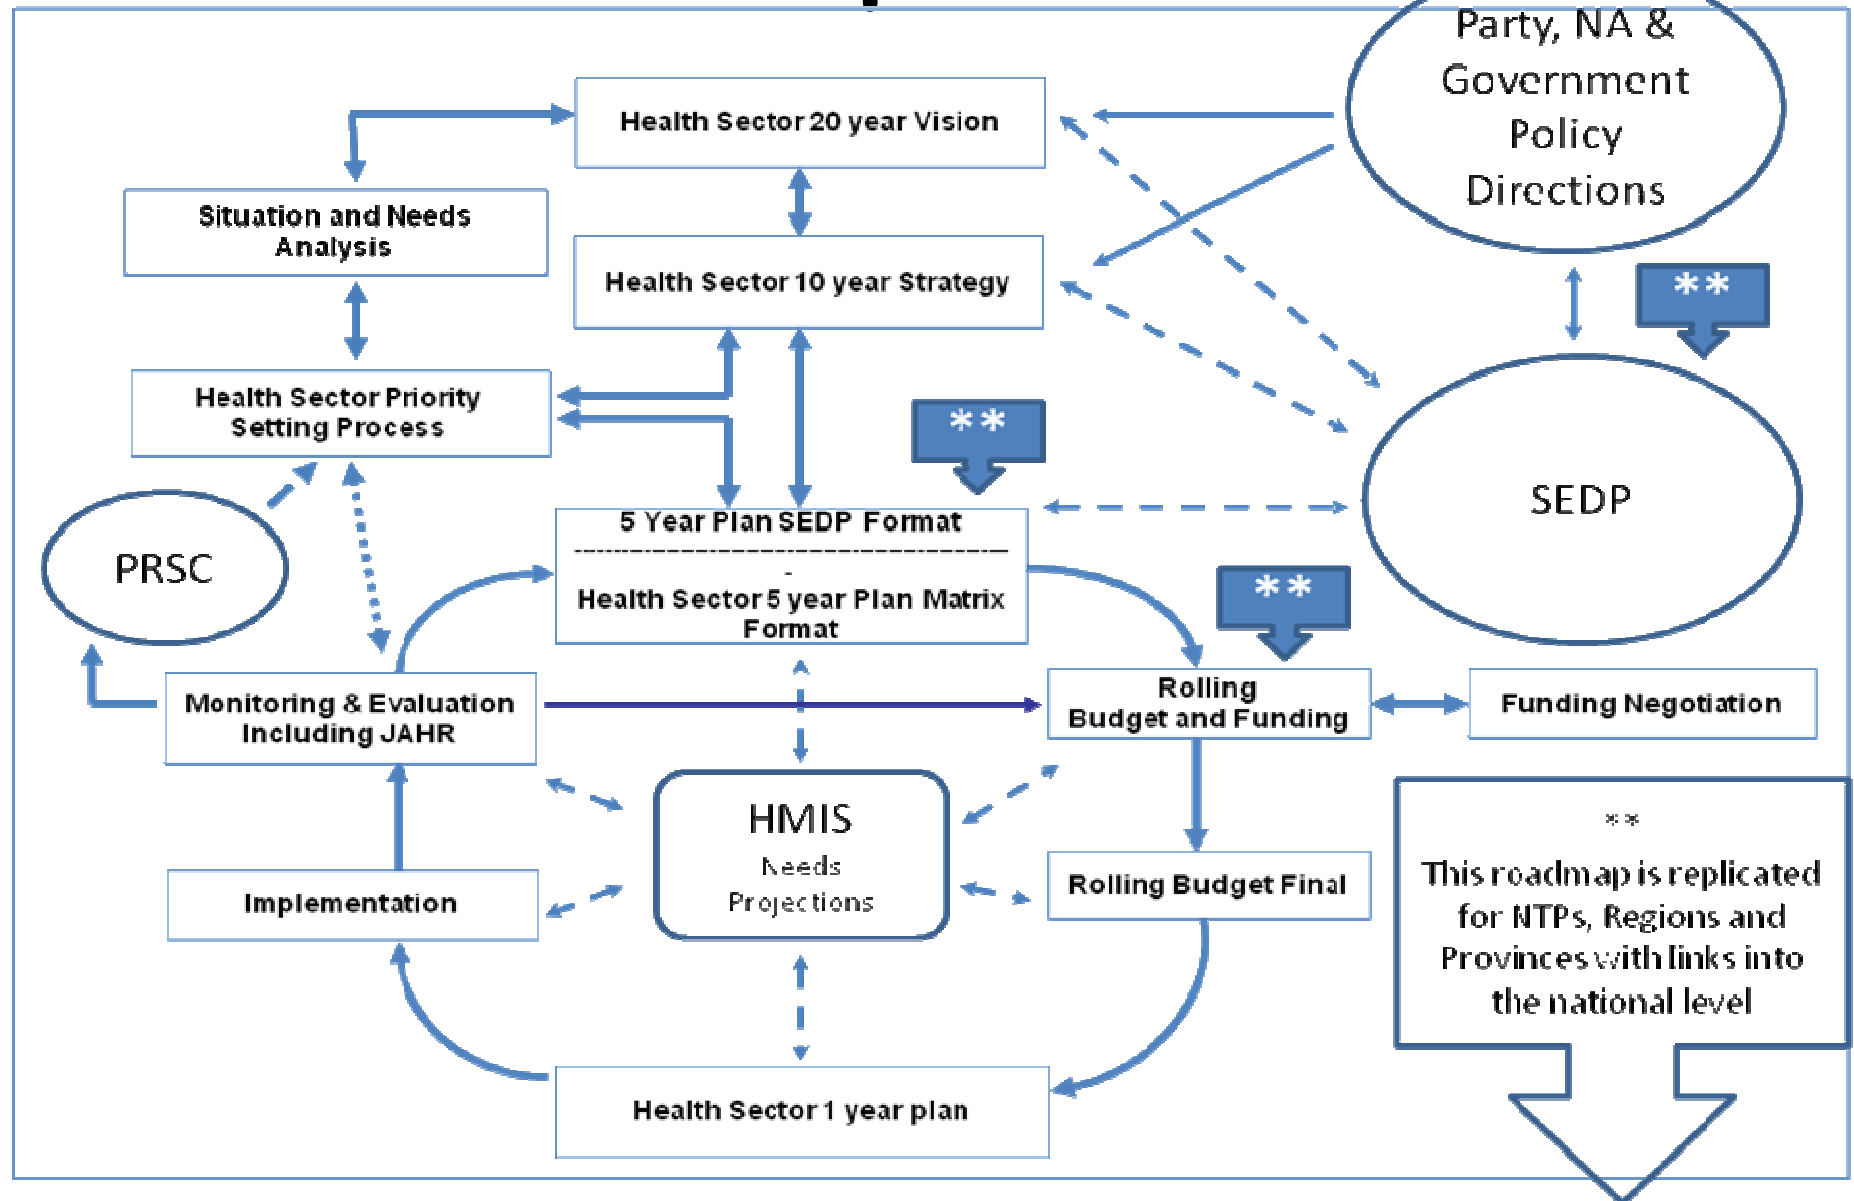 Party, NA &
Government
Policy
Directions
Health Sector 20 year Vision
Situation and Needs
Analysis
Health Sector 10 year Strategy
**
Health Sector Priority
Setting Process
**
SEDP
5 Year Plan SEDP Format
-
Health Sector 5 year Plan Matrix
Format
PRSC
**
Monitoring & Evaluation
Including JAHR
Rolling
Budget and Funding
Funding Negotiation
HMIS
Needs
Projections
Implementation
Rolling Budget Final
**
This roadmap is replicated
for NTPs, Regions and
Provinces with links into
the national level
Health Sector 1 year plan